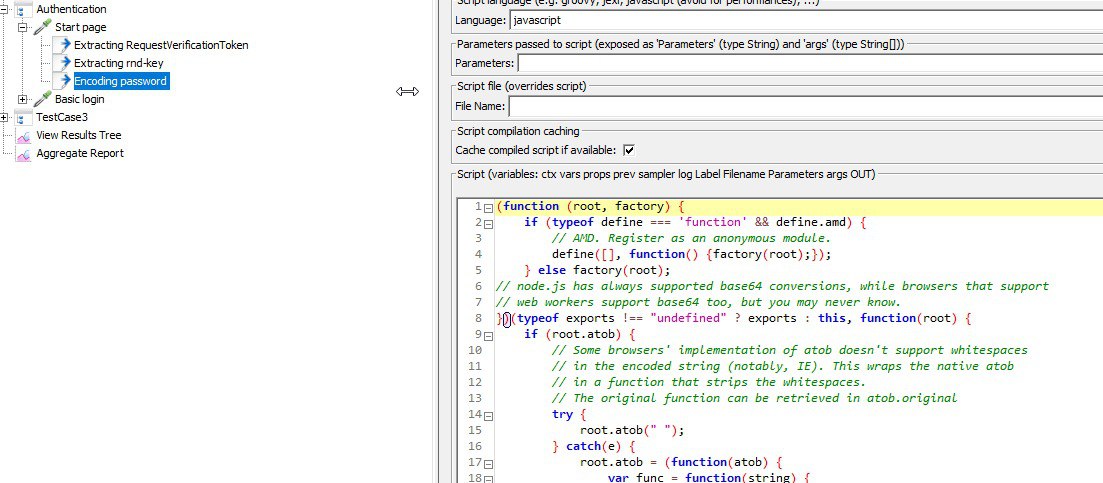 Authentication
Start page
Extracting RequestVerificationToken
Extracting rnd-key
Encoding password
Basic login
TestCase3
View Results Tree
Aggregate Report
Script language (e.g. groovy, jexl, javascript (avoid for performances), ...)
Language: javascript
Parameters passed to script (exposed as 'Parameters' (type String) and 'args' (type String[]))
Parameters:
Script file (overrides script)
File Name:
Script compilation caching
Cache compiled script if available:
Script (variables: ctx vars props prev sampler log Label Filename Parameters args OUT)
1 (function (root, factory) {
2 if (typeof define === 'function' && define.amd) {
3 // AMD. Register as an anonymous module.
4 define([], function() {factory(root);});
5 } else factory(root);
6 // node.js has always supported base64 conversions, while browsers that support
7 // web workers support base64 too, but you may never know.
8 })(typeof exports !== "undefined" ? exports : this, function(root) {
9 if (root.atob) {
10 // Some browsers' implementation of atob doesn't support whitespaces
11 // in the encoded string (notably, IE). This wraps the native atob
12 // in a function that strips the whitespaces.
13 // The original function can be retrieved in atob.original
14 try {
15 root.atob(" ");
16 } catch(e) {
17 root.atob = (function(atob) {
18 var func = function(string) {